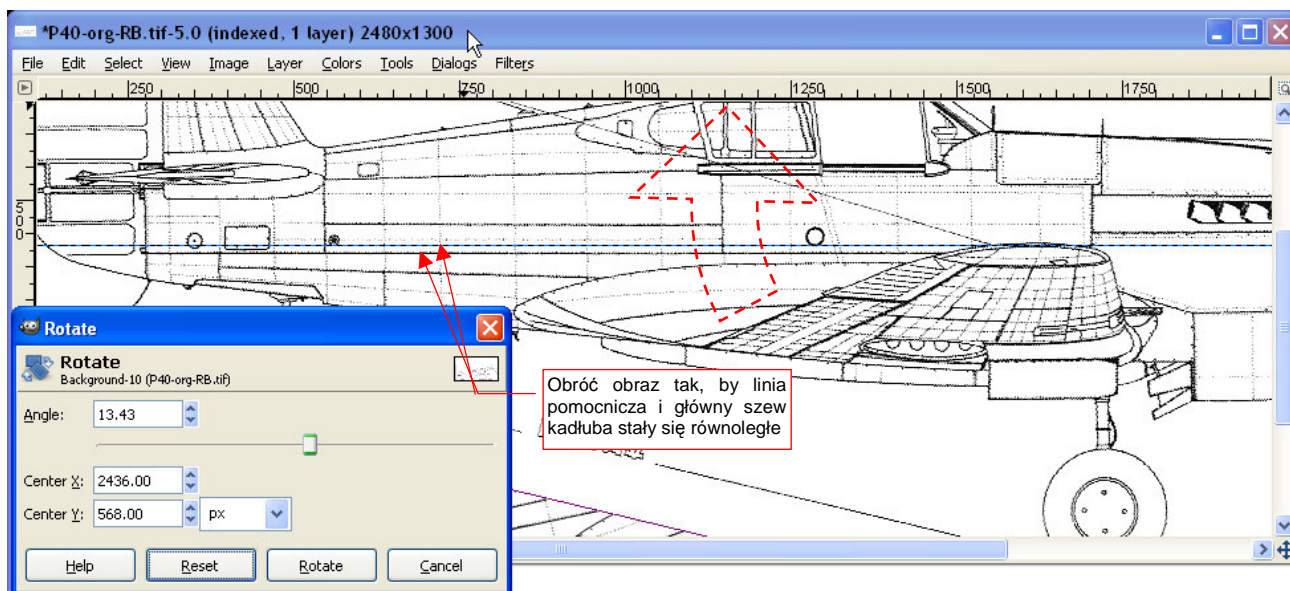 *P40-org-RB.tif-5.0 (indexed, 1 layer) 2480x1300
File Edit Select View Image Layer Colors Tools Dialogs Filters
250 500 750 1000 1250 1500 1750
5
0
0
Rotate
Rotate
Background-10 (P40-org-RB.tif)
Angle: 13.43
Center X: 2436.00
Center Y: 568.00 px
Help Reset Rotate Cancel
Obróć obraz tak, by linia
pomocnicza i główny szew
kadłuba stały się równoległe